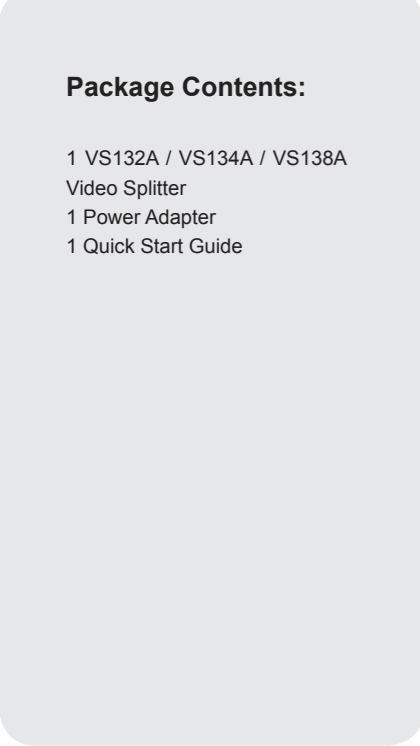 Package Contents:
1 VS132A / VS134A / VS138A
Video Splitter
1 Power Adapter
1 Quick Start Guide